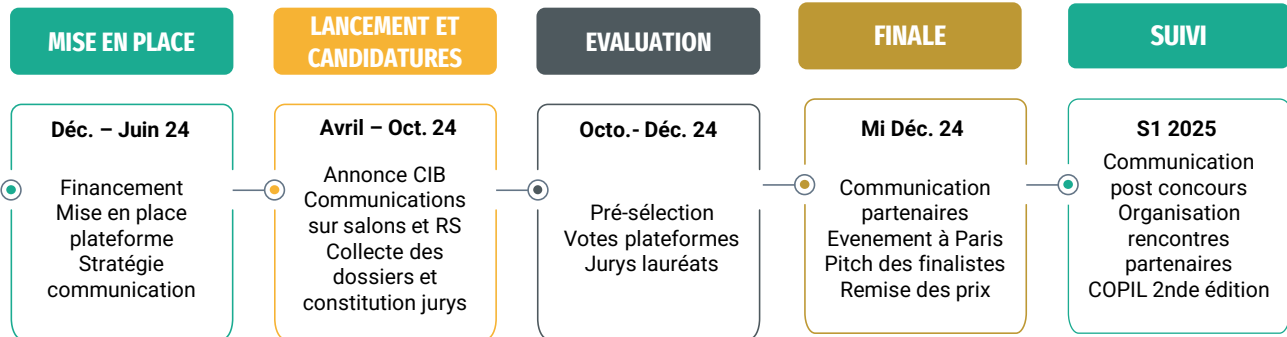 MISE EN PLACE
Déc. – Juin 24
Financement
Mise en place
plateforme
Stratégie
communication
LANCEMENT ET
CANDIDATURES
Avril – Oct. 24
Annonce CIB
Communications
sur salons et RS
Collecte des
dossiers et
constitution jurys
EVALUATION
Octo.- Déc. 24
Pré-sélection
Votes plateformes
Jurys lauréats
FINALE
Mi Déc. 24
Communication
partenaires
Evenement à Paris
Pitch des finalistes
Remise des prix
SUIVI
S1 2025
Communication
post concours
Organisation
rencontres
partenaires
COPIL 2nde édition